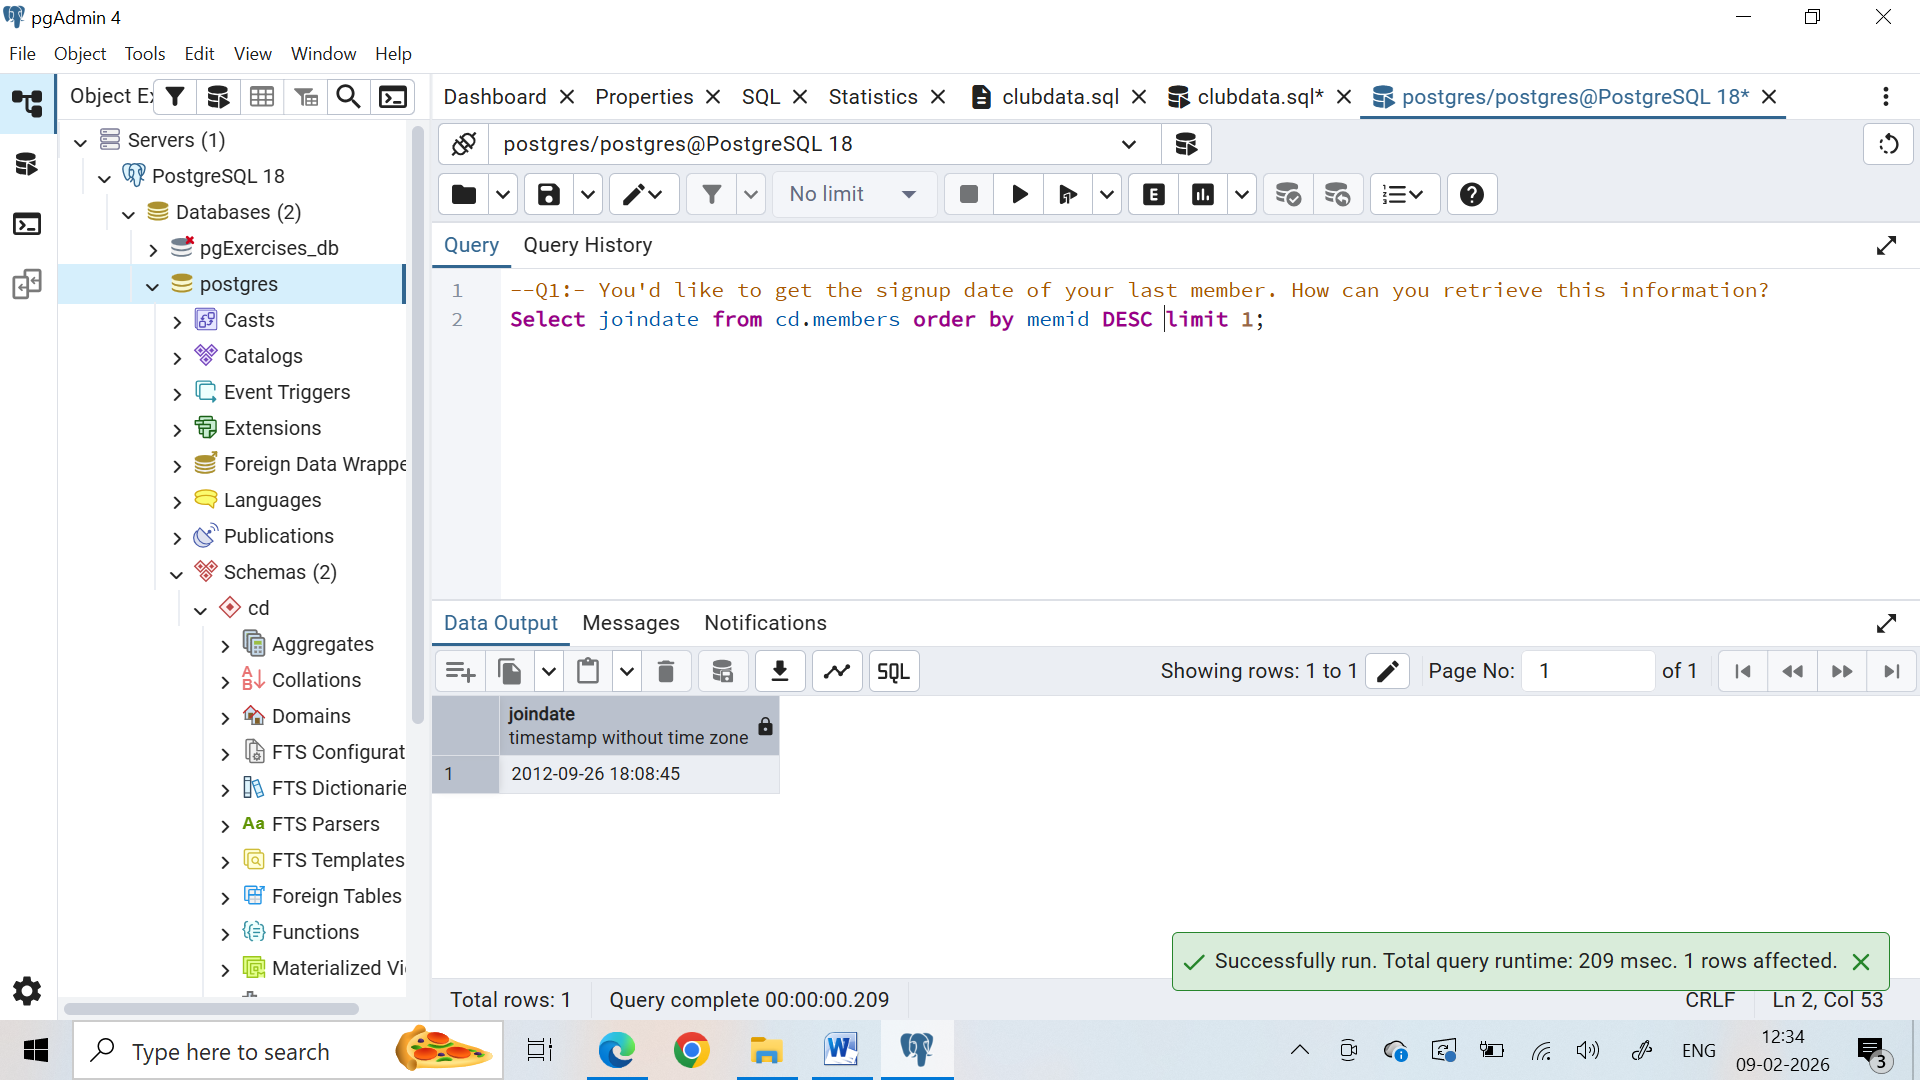 pgAdmin 4
File Object Tools Edit View Window Help
Object Ex
Dashboard Properties SQL Statistics clubdata.sql clubdata.sql* postgres/postgres@PostgreSQL 18*
Servers (1)
PostgreSQL 18
Databases (2)
pgExercises_db
postgres
Casts
Catalogs
Event Triggers
Extensions
Foreign Data Wrappe
Languages
Publications
Schemas (2)
cd
Aggregates
Collations
Domains
FTS Configurat
FTS Dictionarie
FTS Parsers
FTS Templates
Foreign Tables
Functions
Materialized Vi
postgres/postgres@PostgreSQL 18
No limit
E
Query Query History
1 --Q1:- You'd like to get the signup date of your last member. How can you retrieve this information?
2 Select joindate from cd.members order by memid DESC limit 1;
Data Output Messages Notifications
SQL
Showing rows: 1 to 1 Page No: 1 of 1
joindate
timestamp without time zone
1 2012-09-26 18:08:45
Successfully run. Total query runtime: 209 msec. 1 rows affected.
Total rows: 1 Query complete 00:00:00.209 CRLF Ln 2, Col 53
Type here to search
ENG
12:34
09-02-2026
3